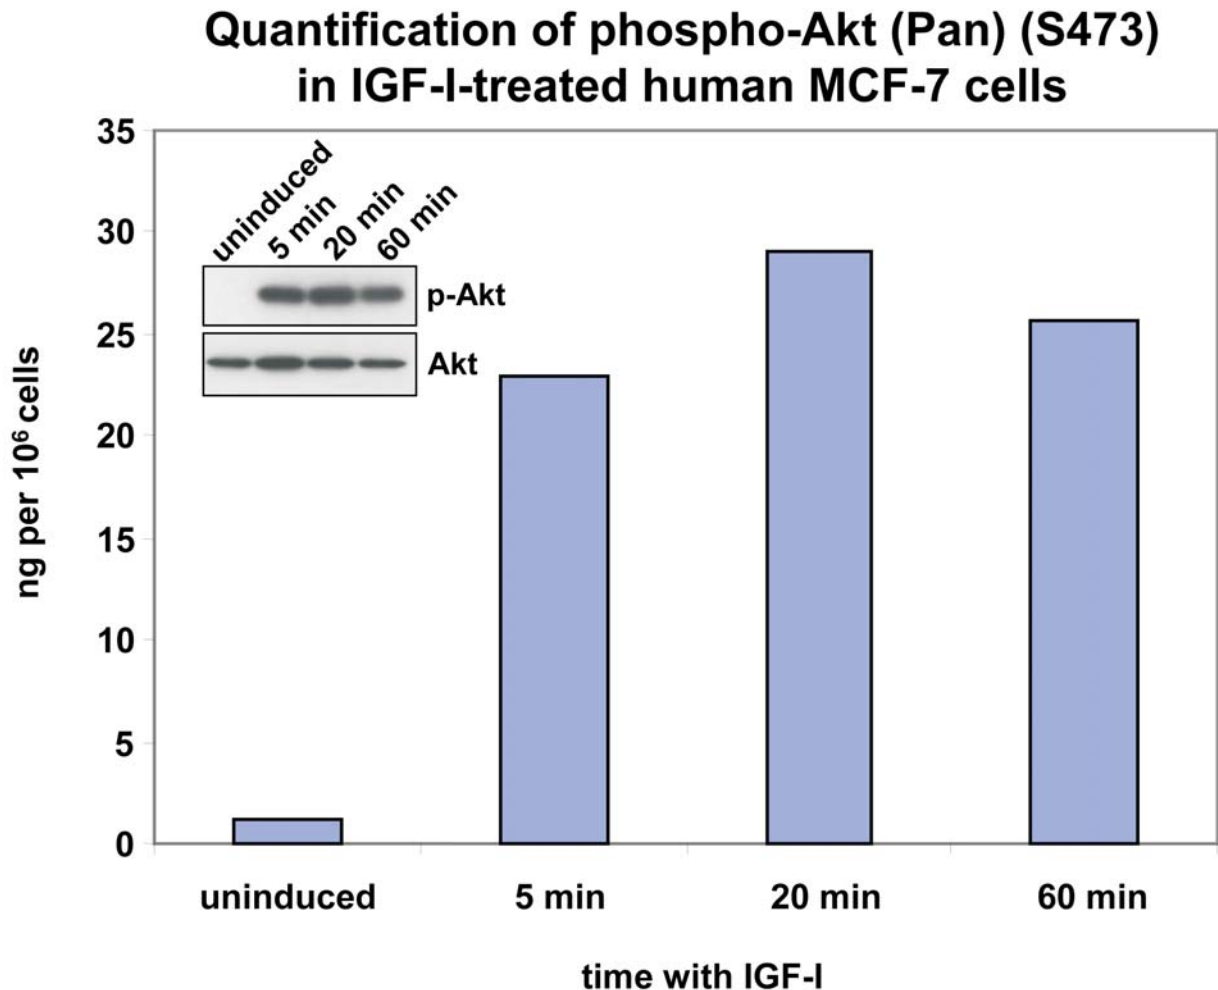 Quantification of phospho-Akt (Pan) (S473)
in IGF-I-treated human MCF-7 cells
35
30
25
20
15
10
5
0
ng per 10⁶ cells
uninduced
5 min
20 min
60 min
p-Akt
Akt
uninduced
5 min
20 min
60 min
time with IGF-I